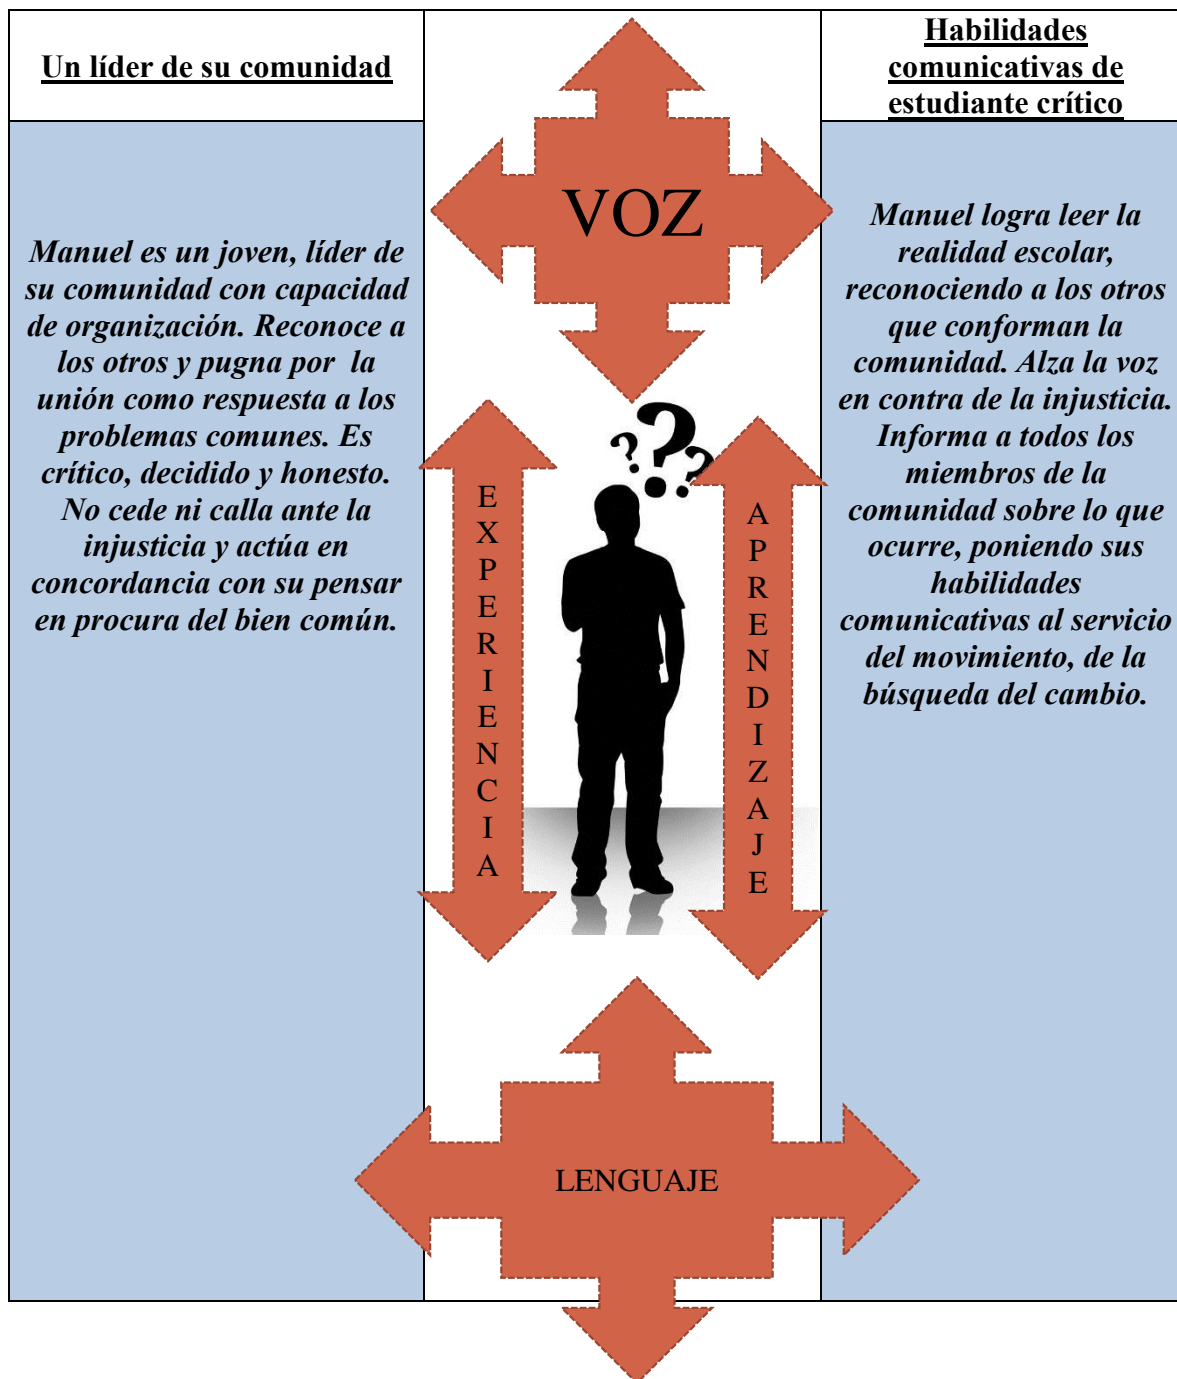 Un líder de su comunidad
Manuel es un joven, líder de
su comunidad con capacidad
de organización. Reconoce a
los otros y pugna por  la
unión como respuesta a los
problemas comunes. Es
crítico, decidido y honesto.
No cede ni calla ante la
injusticia y actúa en
concordancia con su pensar
en procura del bien común.
VOZ
???
EXPERIENCIA
APRENDIZAJE
LENGUAJE
Habilidades
comunicativas de
estudiante crítico
Manuel logra leer la
realidad escolar,
reconociendo a los otros
que conforman la
comunidad. Alza la voz
en contra de la injusticia.
Informa a todos los
miembros de la
comunidad sobre lo que
ocurre, poniendo sus
habilidades
comunicativas al servicio
del movimiento, de la
búsqueda del cambio.